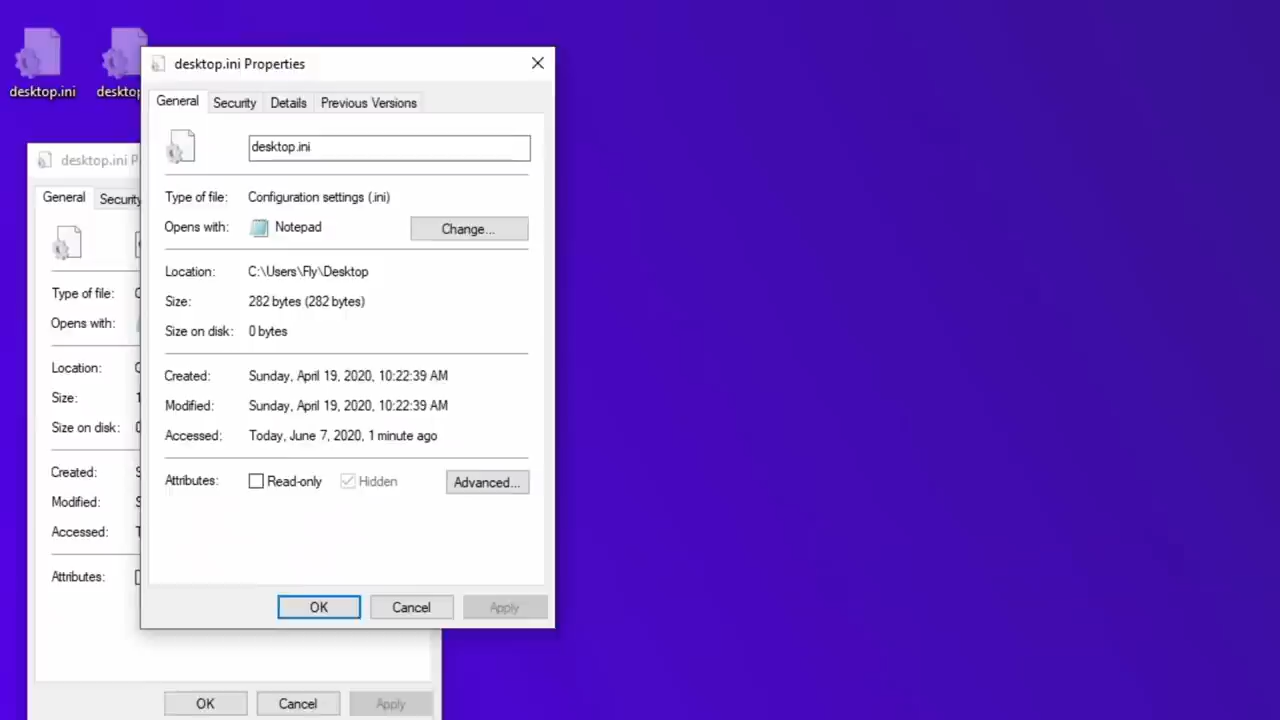 desktop.ini
desktop
desktop.ini Properties
General
Security
Details
Previous Versions
desktop.ini
Type of file:
Configuration settings (.ini)
Opens with:
Notepad
Change...
Location:
C:\Users\Fly\Desktop
Size:
282 bytes (282 bytes)
Size on disk:
0 bytes
Created:
Sunday, April 19, 2020, 10:22:39 AM
Modified:
Sunday, April 19, 2020, 10:22:39 AM
Accessed:
Today, June 7, 2020, 1 minute ago
Attributes:
Read-only
Hidden
Advanced...
OK
Cancel
Apply
desktop.ini P
General
Security
Type of file:
Opens with:
Location:
Size:
Size on disk:
Created:
Modified:
Accessed:
Attributes:
OK
Cancel
Apply